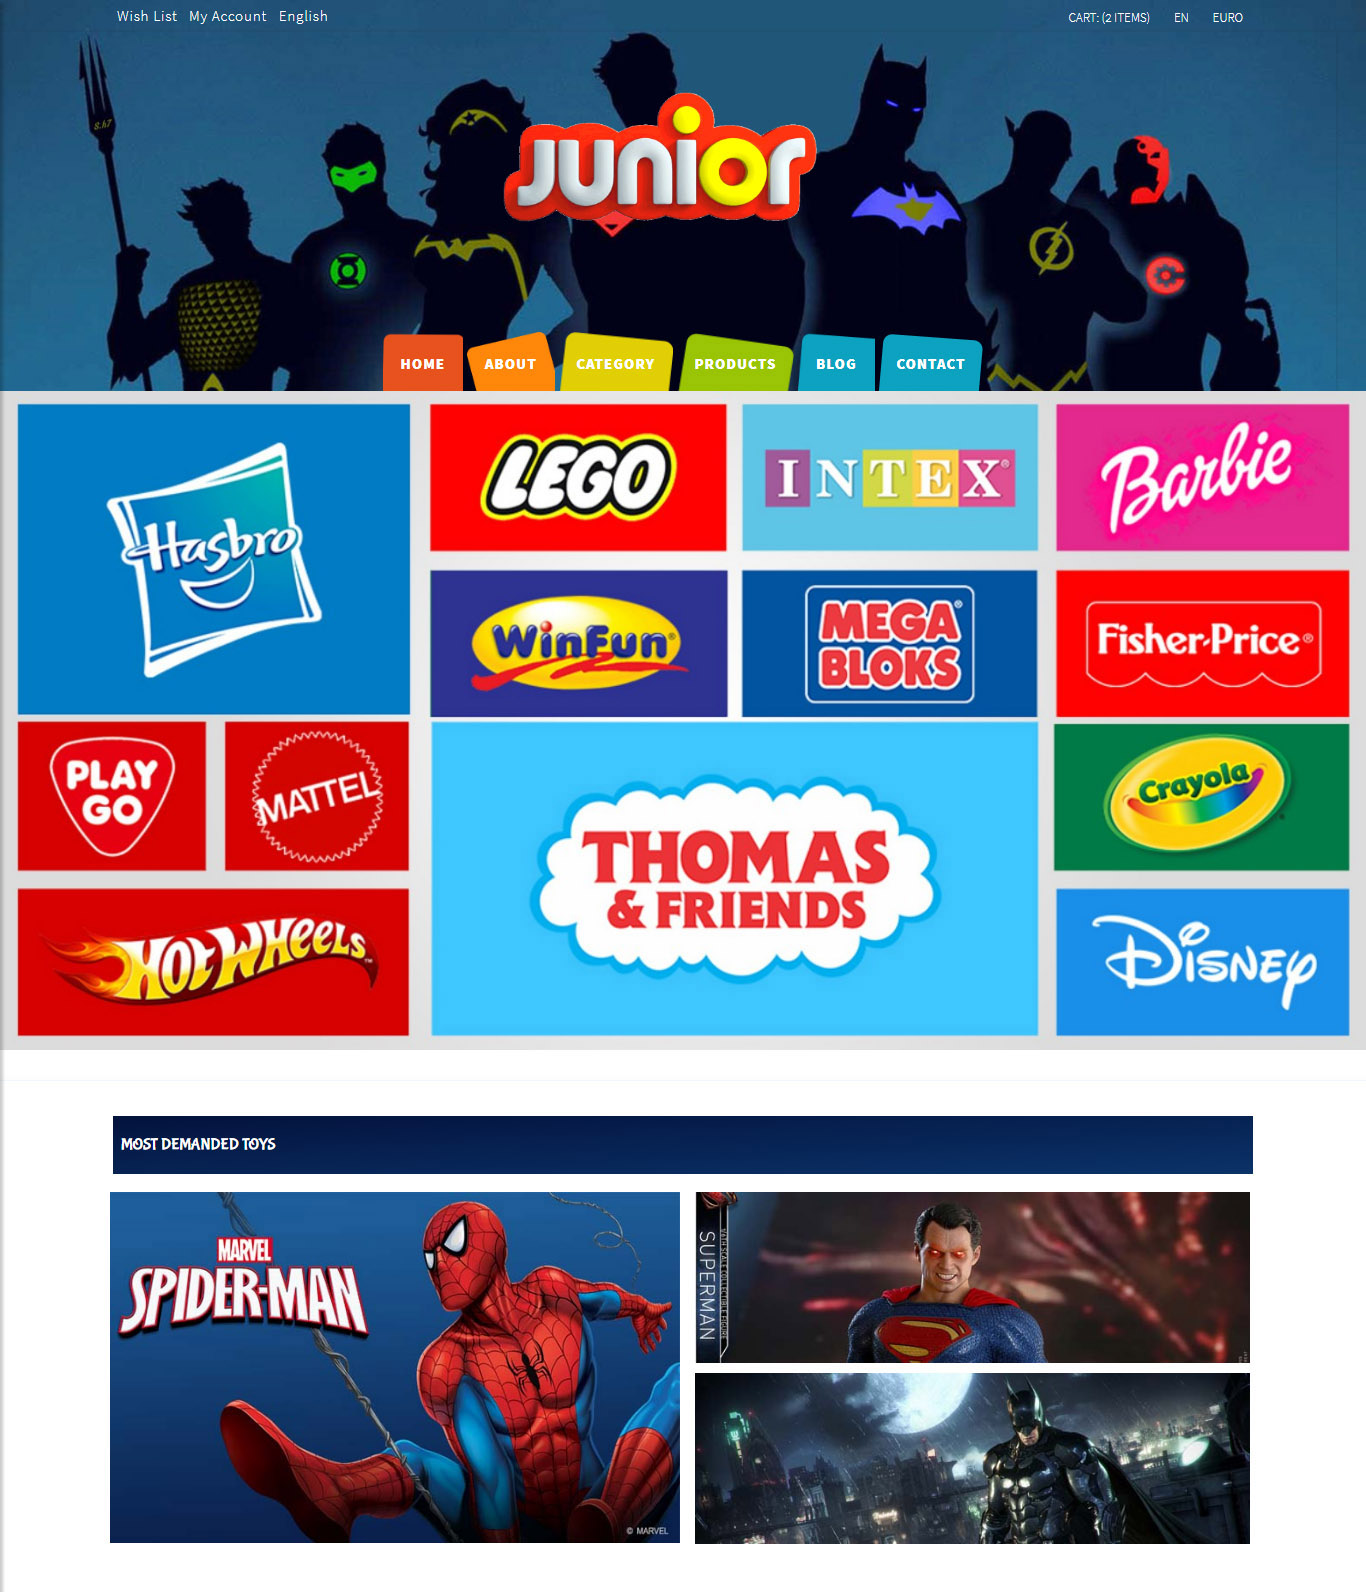 Wish List My Account English
CART: (2 ITEMS) EN EURO
S.h7
JUNIOR
HOME ABOUT CATEGORY PRODUCTS BLOG CONTACT
Hasbro
LEGO
INTEX®
Barbie
WinFun®
MEGA®
BLOKS
Fisher-Price®
PLAY
GO
MATTEL
THOMAS
& FRIENDS
Crayola
HOT WHEELS™
DISNEY
MOST DEMANDED TOYS
MARVEL
SPIDER-MAN
© MARVEL
SUPERMAN